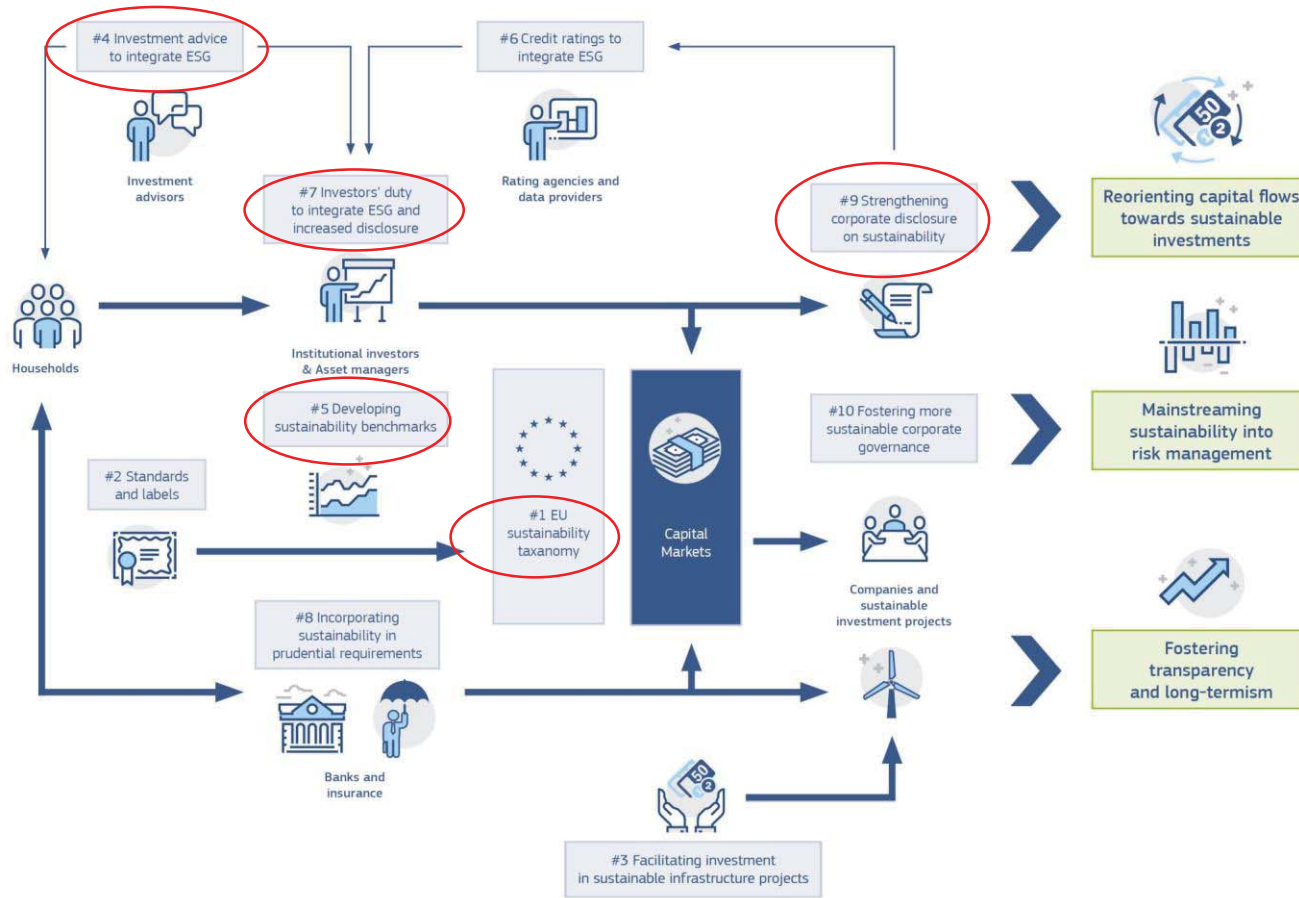 #4 Investment advice
to integrate ESG
#6 Credit ratings to
integrate ESG
50
2
Investment
advisors
Rating agencies and
data providers
#7 Investors' duty
to integrate ESG and
increased disclosure
#9 Strengthening
corporate disclosure
on sustainability
Reorienting capital flows
towards sustainable
investments
Households
Institutional investors
& Asset managers
#5 Developing
sustainability benchmarks
#10 Fostering more
sustainable corporate
governance
Mainstreaming
sustainability into
risk management
#2 Standards
and labels
#1 EU
sustainability
taxanomy
Capital
Markets
Companies and
sustainable
investment projects
#8 Incorporating
sustainability in
prudential requirements
Fostering
transparency
and long-termism
Banks and
insurance
50
2
#3 Facilitating investment
in sustainable infrastructure projects